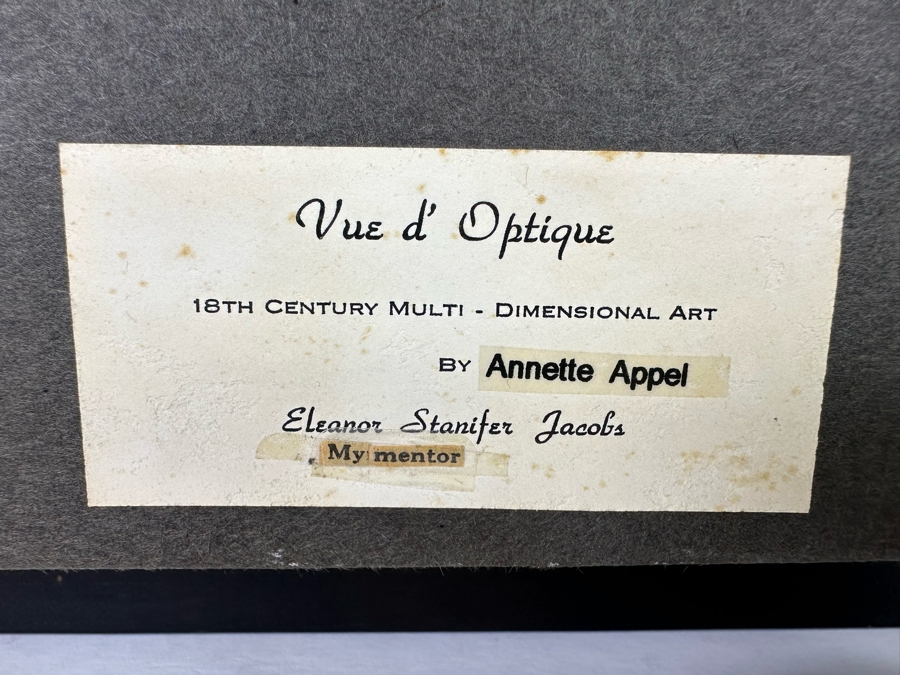 Vue d' Optique
18TH CENTURY MULTI - DIMENSIONAL ART
BY Annette Appel
Eleanor Stanifer Jacobs
My mentor